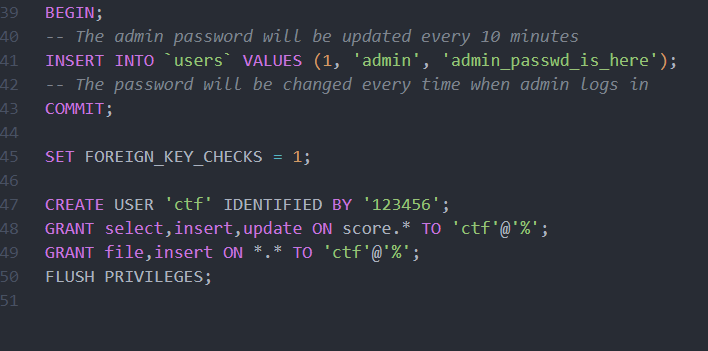 39 BEGIN;
40 -- The admin password will be updated every 10 minutes
41 INSERT INTO `users` VALUES (1, 'admin', 'admin_passwd_is_here');
42 -- The password will be changed every time when admin logs in
43 COMMIT;
44
45 SET FOREIGN_KEY_CHECKS = 1;
46
47 CREATE USER 'ctf' IDENTIFIED BY '123456';
48 GRANT select,insert,update ON score.* TO 'ctf'@'%';
49 GRANT file,insert ON *.* TO 'ctf'@'%';
50 FLUSH PRIVILEGES;
51